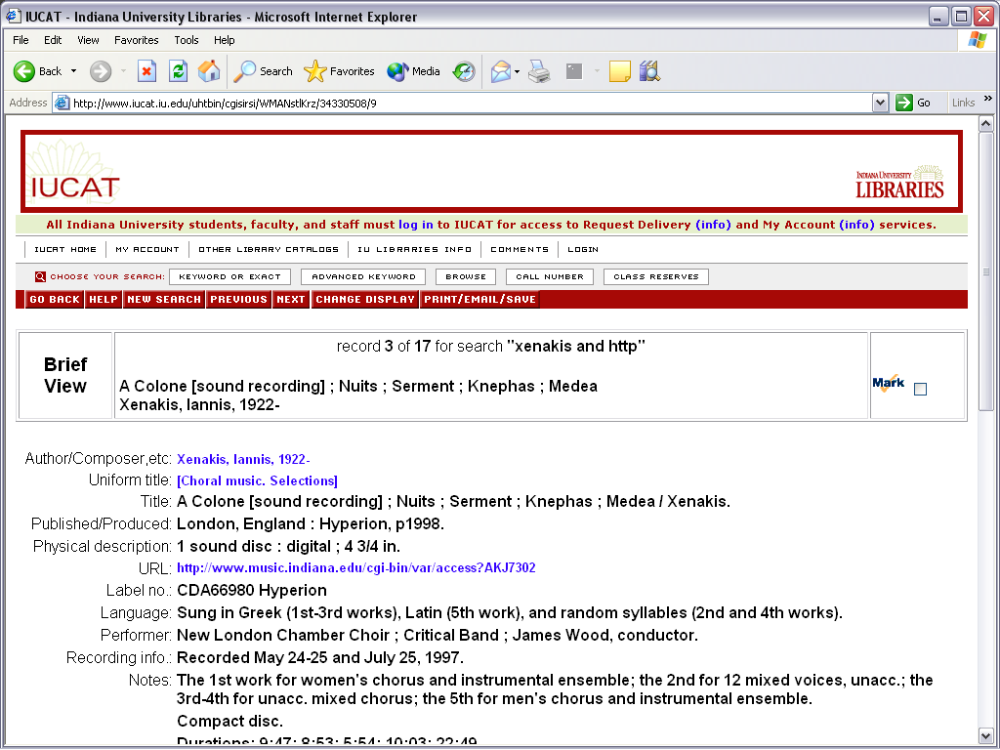 IUCAT - Indiana University Libraries - Microsoft Internet Explorer
File Edit View Favorites Tools Help
Back Search Favorites Media
Address http://www.iucat.iu.edu/uhtbin/cgisirsi/WMANstlKrz/34330508/9 Go Links »
IUCAT
INDIANA UNIVERSITY
LIBRARIES
All Indiana University students, faculty, and staff must log in to IUCAT for access to Request Delivery (info) and My Account (info) services.
IUCAT HOME MY ACCOUNT OTHER LIBRARY CATALOGS IU LIBRARIES INFO COMMENTS LOGIN
CHOOSE YOUR SEARCH: KEYWORD OR EXACT ADVANCED KEYWORD BROWSE CALL NUMBER CLASS RESERVES
GO BACK HELP NEW SEARCH PREVIOUS NEXT CHANGE DISPLAY PRINT/EMAIL/SAVE
Brief View
record 3 of 17 for search "xenakis and http"
A Colone [sound recording] ; Nuits ; Serment ; Knephas ; Medea
Xenakis, Iannis, 1922-
Mark
Author/Composer,etc: Xenakis, Iannis, 1922-
Uniform title: [Choral music. Selections]
Title: A Colone [sound recording] ; Nuits ; Serment ; Knephas ; Medea / Xenakis.
Published/Produced: London, England : Hyperion, p1998.
Physical description: 1 sound disc : digital ; 4 3/4 in.
URL: http://www.music.indiana.edu/cgi-bin/var/access?AKJ7302
Label no.: CDA66980 Hyperion
Language: Sung in Greek (1st-3rd works), Latin (5th work), and random syllables (2nd and 4th works).
Performer: New London Chamber Choir ; Critical Band ; James Wood, conductor.
Recording info.: Recorded May 24-25 and July 25, 1997.
Notes: The 1st work for women's chorus and instrumental ensemble; the 2nd for 12 mixed voices, unacc.; the
3rd-4th for unacc. mixed chorus; the 5th for men's chorus and instrumental ensemble.
Compact disc.
Durations: 9:47; 8:53; 5:54; 10:03; 22:49